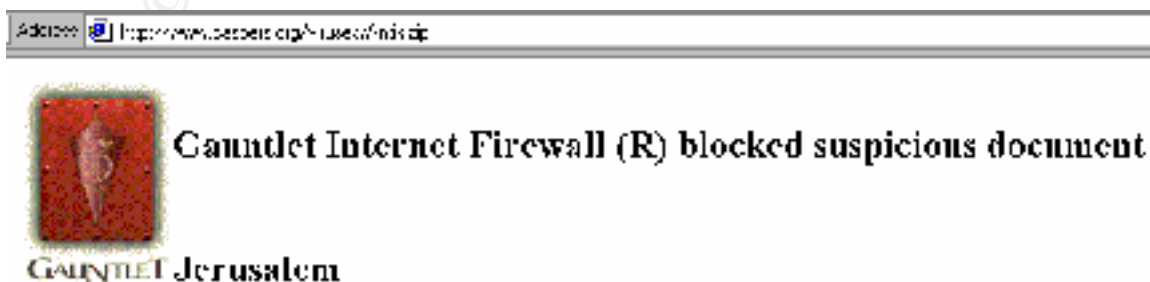 Address
Gauntlet Internet Firewall (R) blocked suspicious document
GAUNTLET
Jerusalem